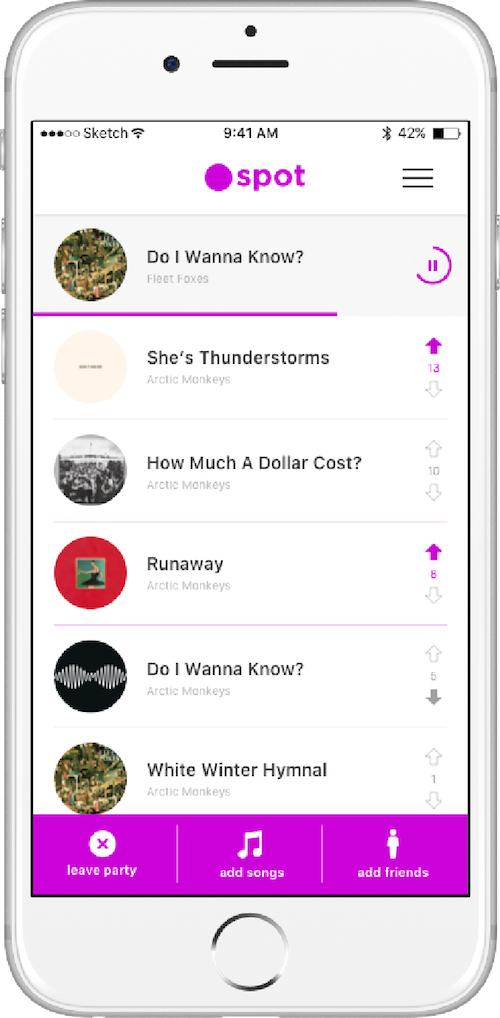 Sketch
9:41 AM
42%
spot
Do I Wanna Know?
Fleet Foxes
She's Thunderstorms
Arctic Monkeys
13
How Much A Dollar Cost?
Arctic Monkeys
10
Runaway
Arctic Monkeys
8
Do I Wanna Know?
Arctic Monkeys
5
White Winter Hymnal
Arctic Monkeys
1
leave party
add songs
add friends